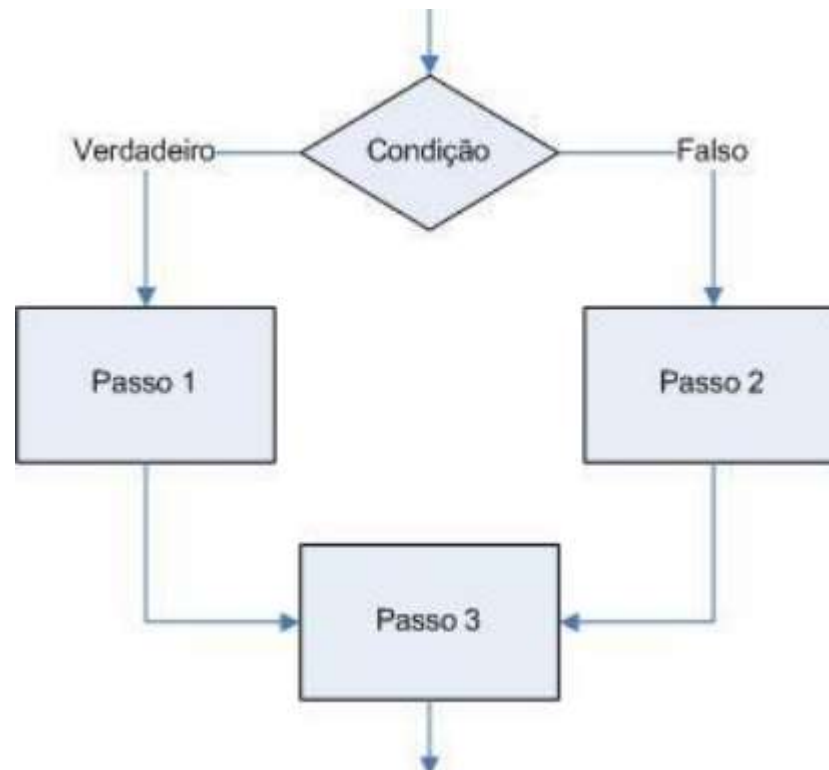 Verdadeiro
Condição
Falso
Passo 1
Passo 2
Passo 3